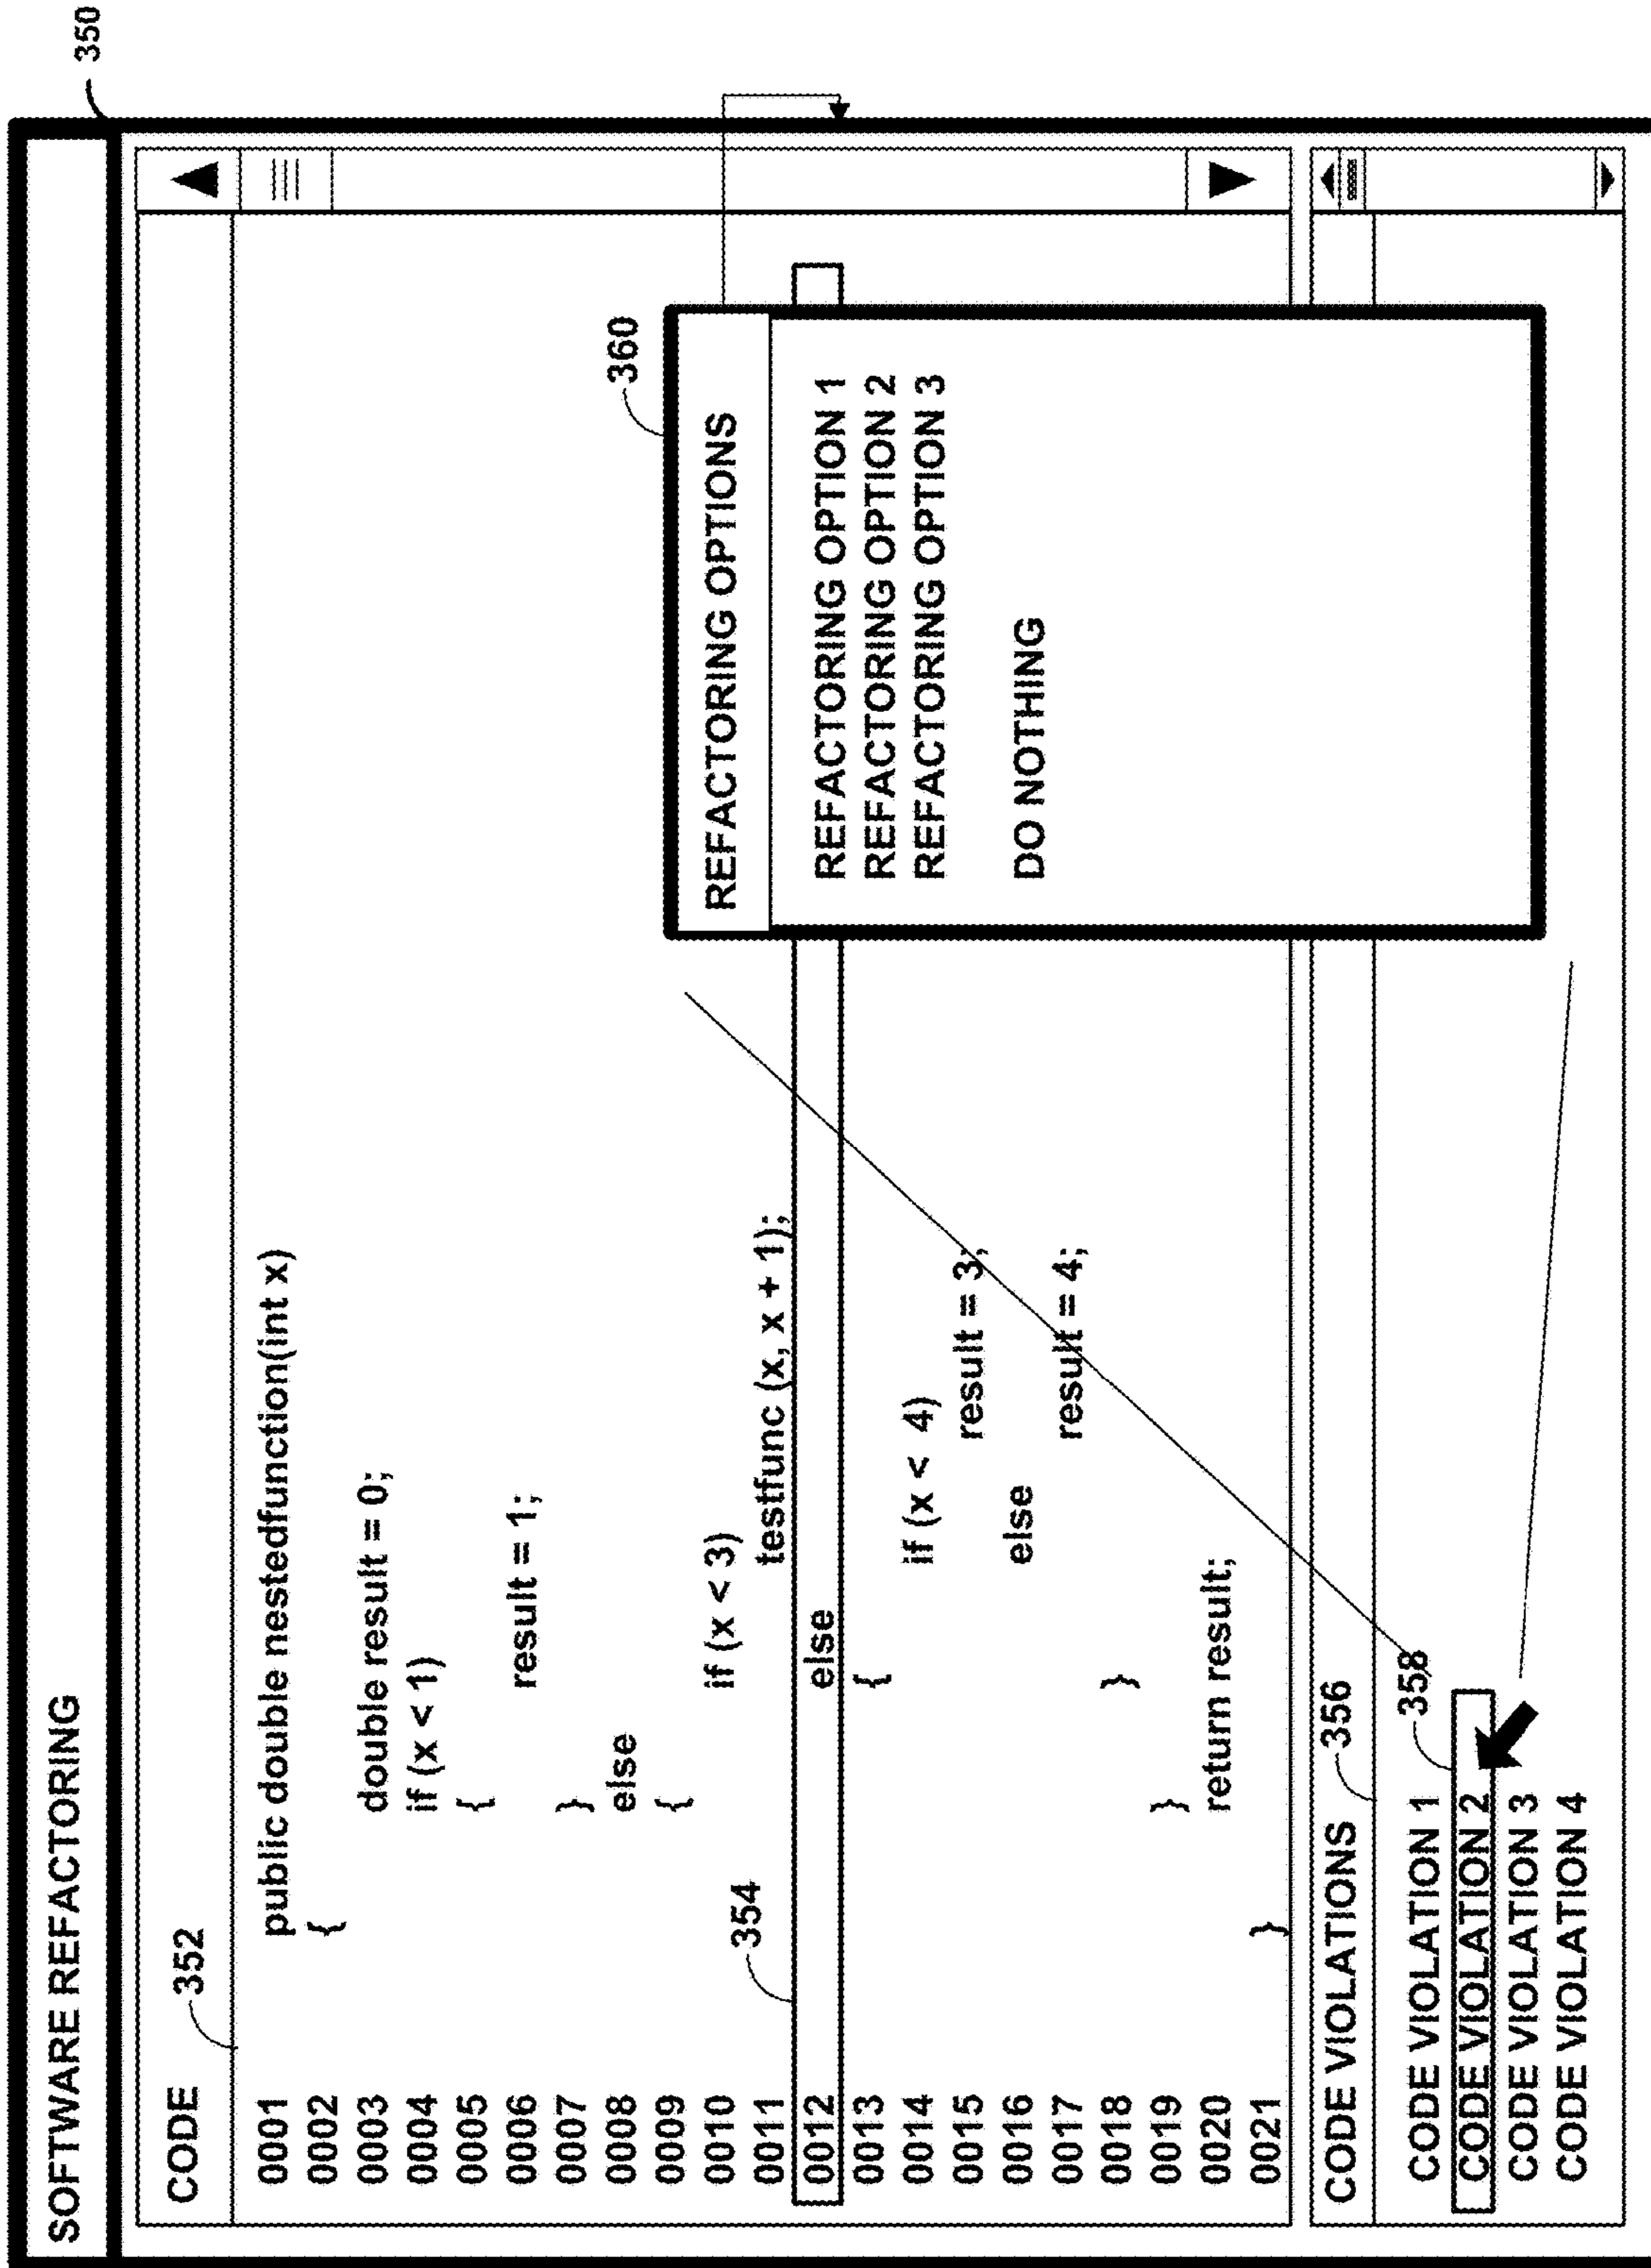 350
SOFTWARE REFACTORING
CODE
352
0001 public double nestedfunction(int x)
0002 {
0003 double result = 0;
0004 if (x < 1)
0005 {
0006 result = 1;
0007 }
0008 else
0009 {
0010 if (x < 3)
0011 testfunc (x, x + 1);
0012 else
0013 {
0014 if (x < 4)
0015 result = 3;
0016 else
0017 result = 4;
0018 }
0019 }
0020 return result;
0021 }
354
360
REFACTORING OPTIONS
REFACTORING OPTION 1
REFACTORING OPTION 2
REFACTORING OPTION 3
DO NOTHING
CODE VIOLATIONS
356
358
CODE VIOLATION 1
CODE VIOLATION 2
CODE VIOLATION 3
CODE VIOLATION 4